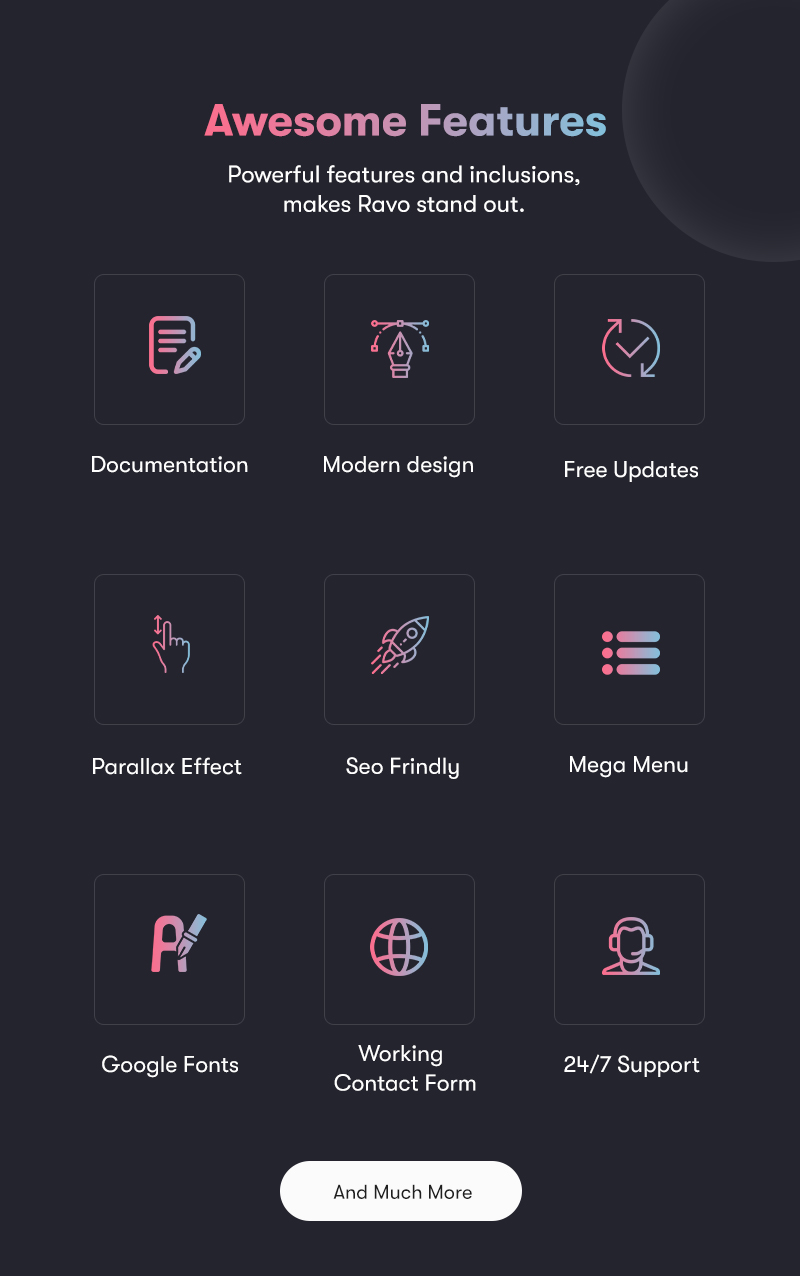 Awesome Features
Powerful features and inclusions,
makes Ravo stand out.
Documentation
Modern design
Free Updates
Parallax Effect
Seo Frindly
Mega Menu
Google Fonts
Working
Contact Form
24/7 Support
And Much More